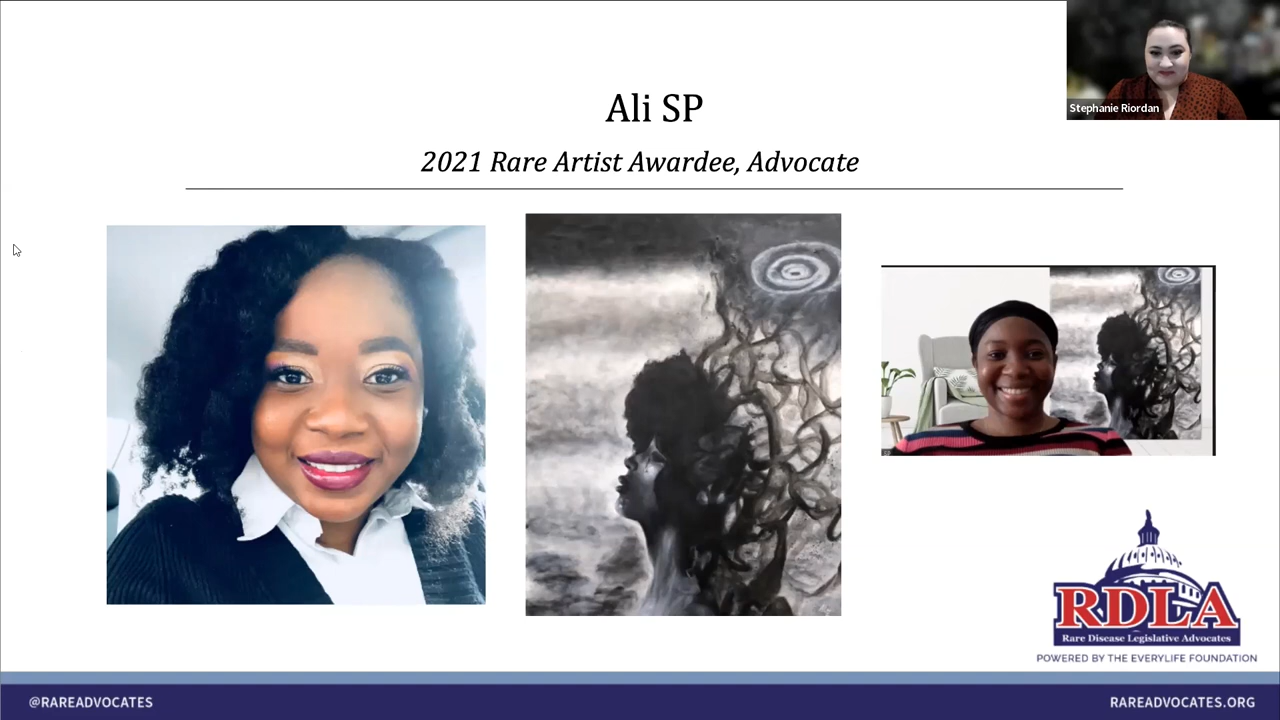 Stephanie Riordan
Ali SP
2021 Rare Artist Awardee, Advocate
RDLA
Rare Disease Legislative Advocates
POWERED BY THE EVERYLIFE FOUNDATION
@RAREADVOCATES
RAREADVOCATES.ORG